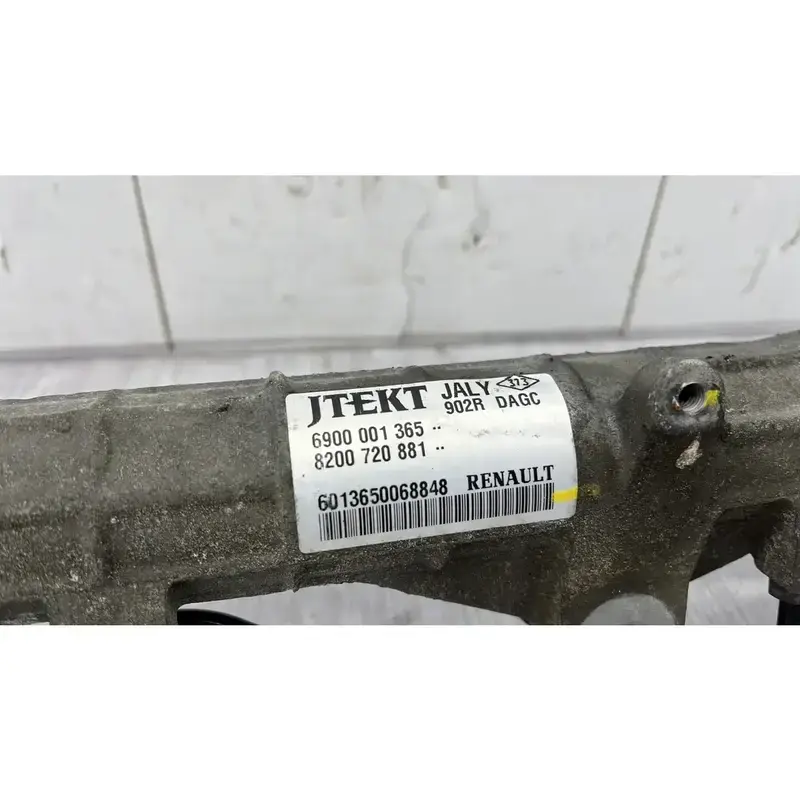 JTEKT JALY 373
902R DAGC
6900 001 365 ..
8200 720 881 ..
6013650068848 RENAULT